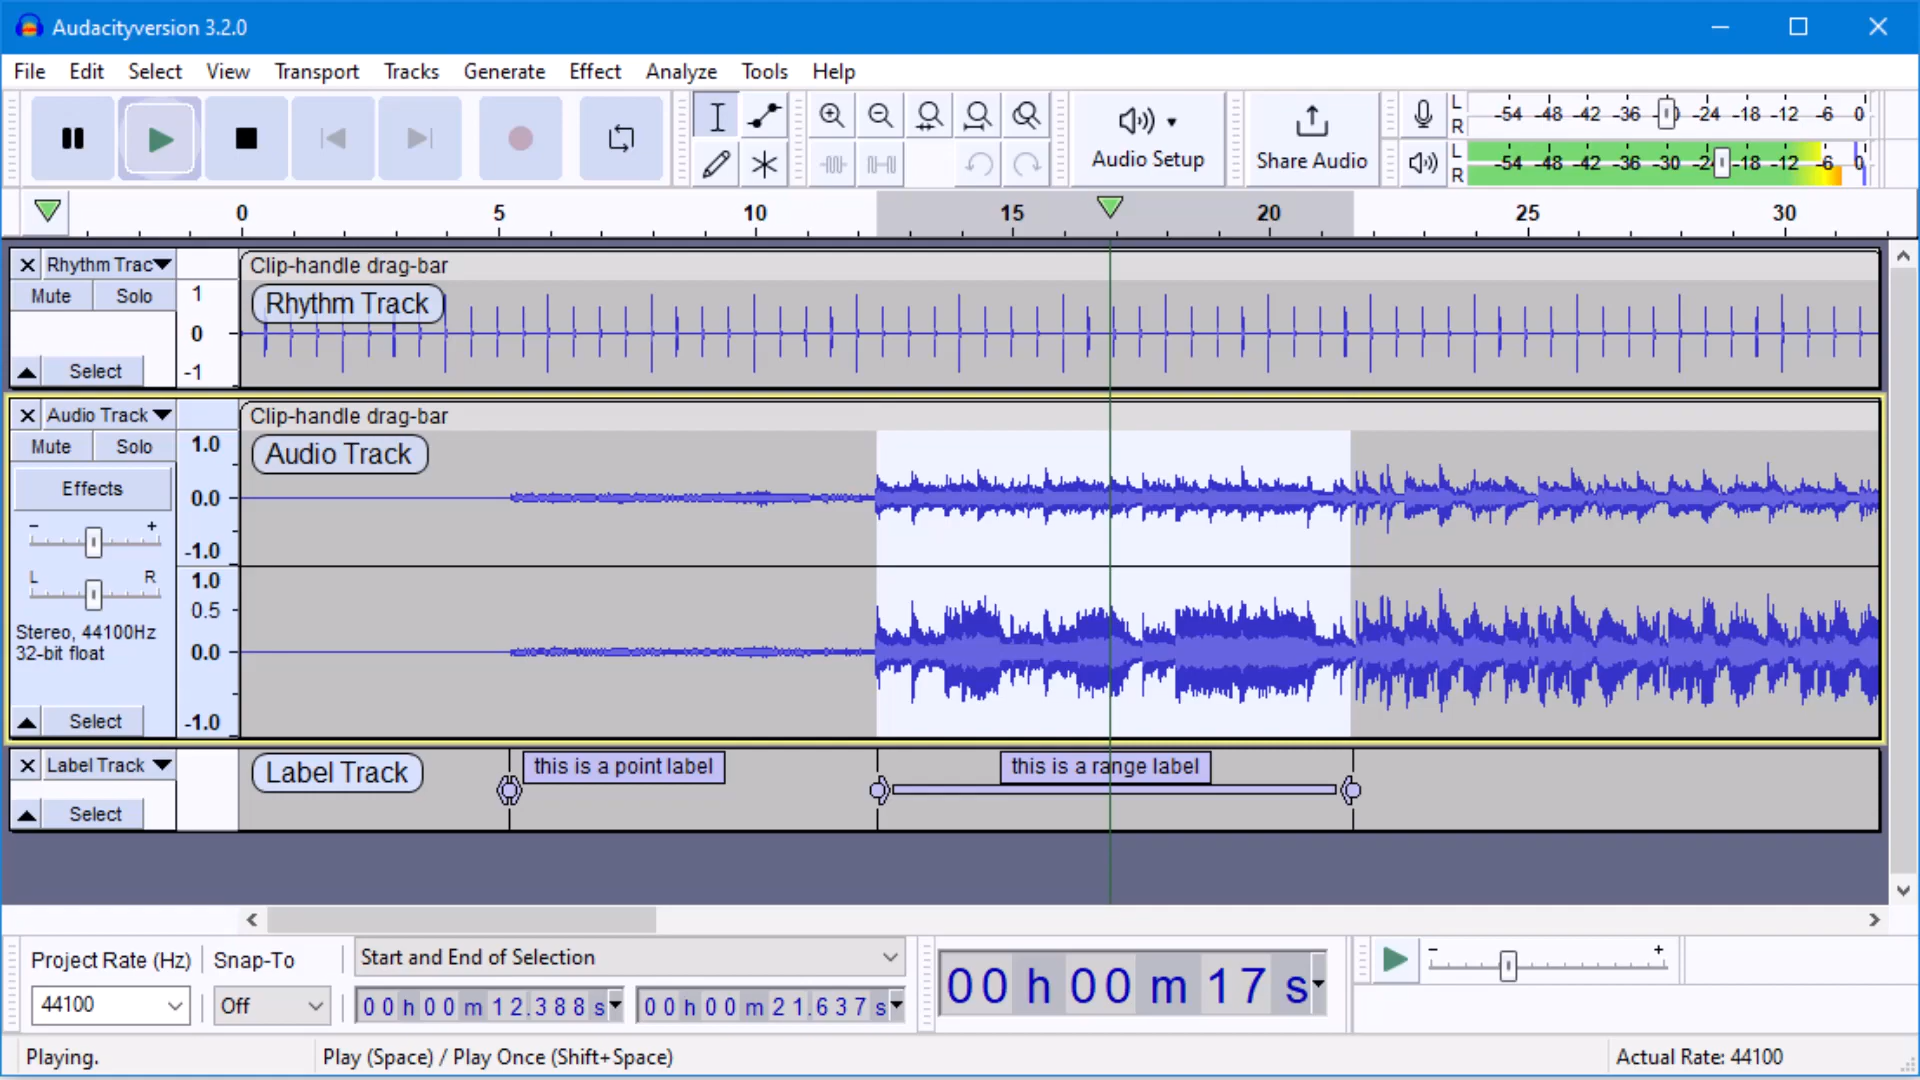 Audacityversion 3.2.0
File Edit Select View Transport Tracks Generate Effect Analyze Tools Help
Audio Setup
Share Audio
L
R
-54 -48 -42 -36 -24 -18 -12 -6 0
L
R
-54 -48 -42 -36 -30 -24 -18 -12 -6 0
0 5 10 15 20 25 30
Rhythm Trac
Mute Solo
Select
1
0
-1
Clip-handle drag-bar
Rhythm Track
Audio Track
Mute Solo
Effects
- +
L R
Stereo, 44100Hz
32-bit float
Select
1.0
0.0
-1.0
1.0
0.5
0.0
-1.0
Clip-handle drag-bar
Audio Track
Label Track
Select
Label Track
this is a point label
this is a range label
Project Rate (Hz)
44100
Snap-To
Off
Start and End of Selection
00 h 00 m 12.388 s
00 h 00 m 21.637 s
00 h 00 m 17 s
- +
Playing.
Play (Space) / Play Once (Shift+Space)
Actual Rate: 44100